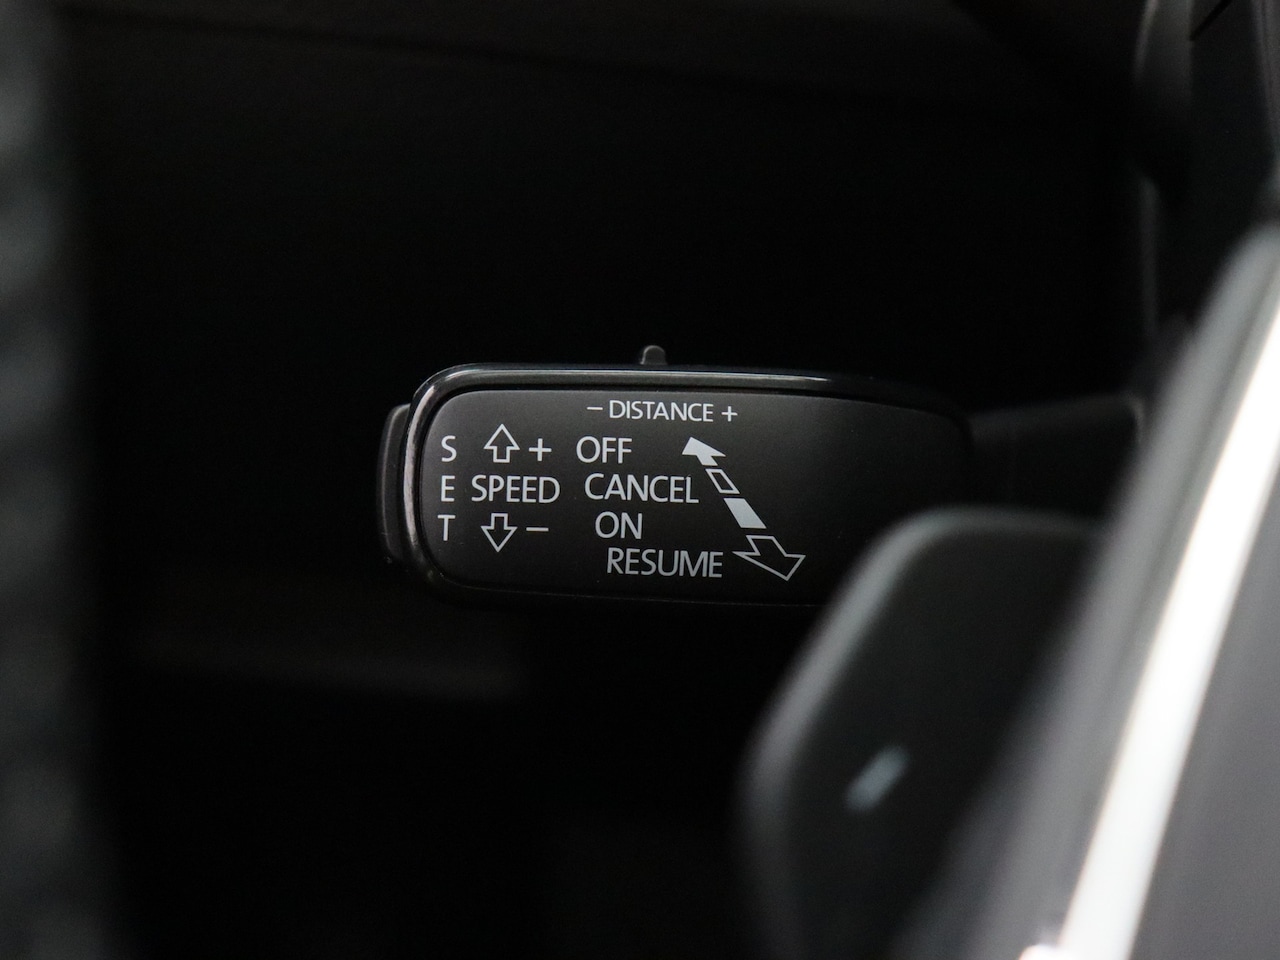 – DISTANCE +
S + OFF
E SPEED CANCEL
T – ON
RESUME